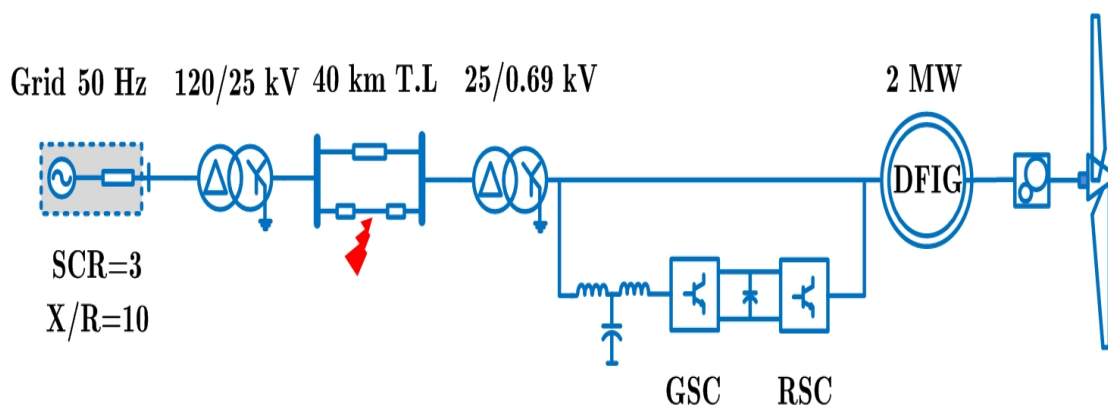 Grid 50 Hz 120/25 kV 40 km T.L 25/0.69 kV 2 MW
DFIG
SCR=3
X/R=10
GSC RSC